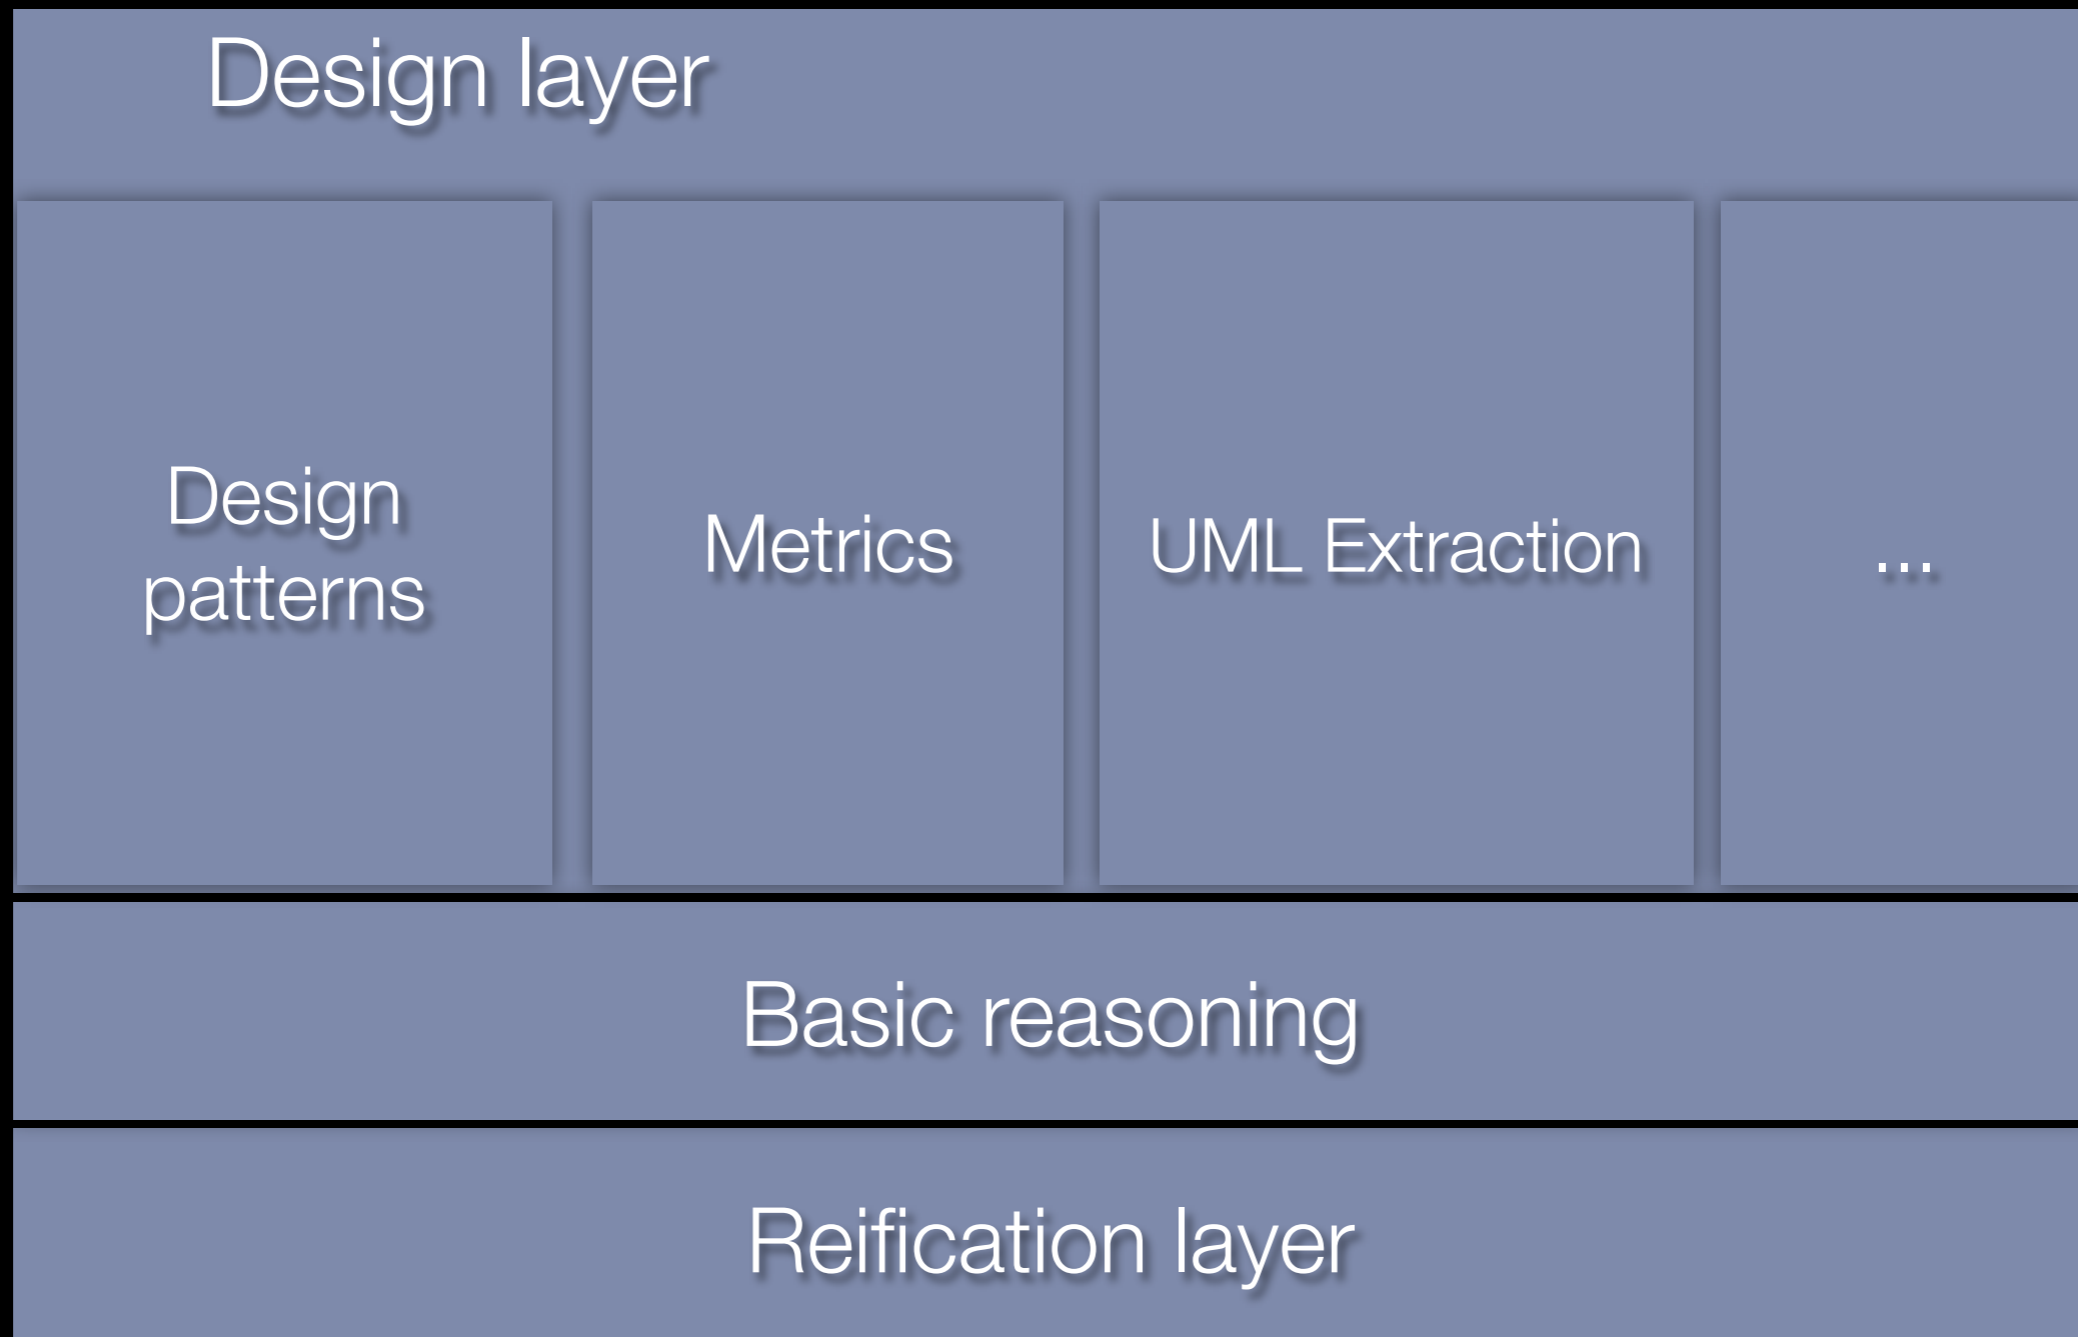 Design layer
Design
patterns
Metrics
UML Extraction
...
Basic reasoning
Reification layer